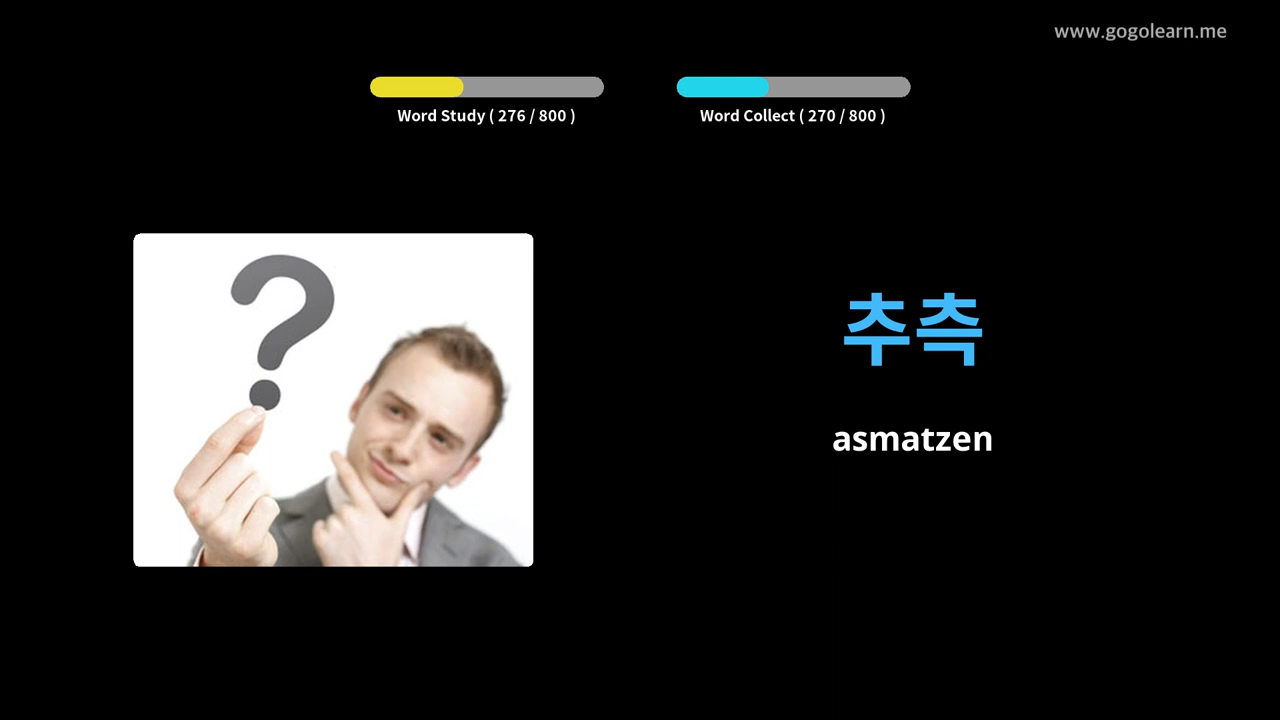 www.gogolearn.me
Word Study ( 276 / 800 )
Word Collect ( 270 / 800 )
?
추측
asmatzen